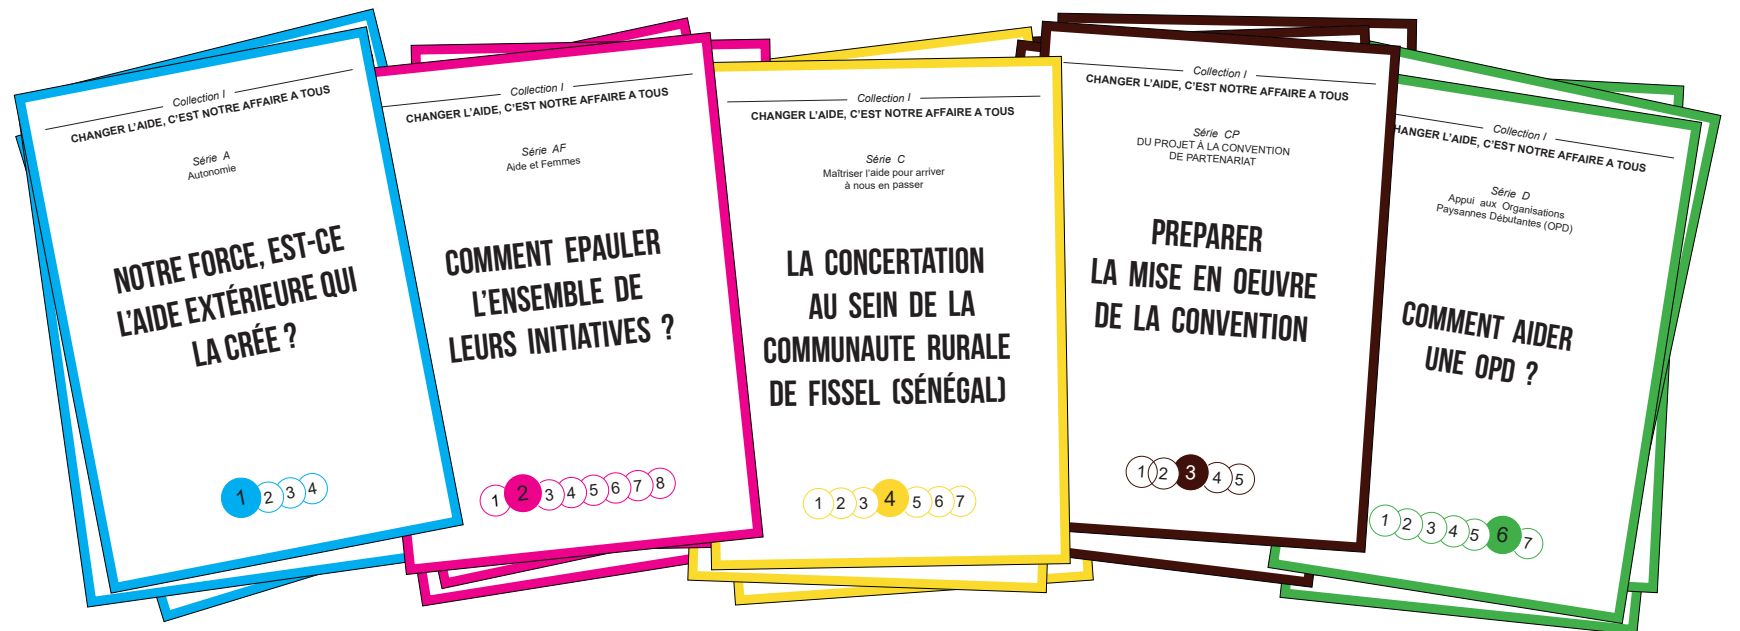 Collection I
CHANGER L'AIDE, C'EST NOTRE AFFAIRE A TOUS
Série A
Autonomie
NOTRE FORCE, EST-CE
L'AIDE EXTÉRIEURE QUI
LA CRÉE ?
1 2 3 4
Collection I
CHANGER L'AIDE, C'EST NOTRE AFFAIRE A TOUS
Série AF
Aide et Femmes
COMMENT EPAULER
L'ENSEMBLE DE
LEURS INITIATIVES ?
1 2 3 4 5 6 7 8
Collection I
CHANGER L'AIDE, C'EST NOTRE AFFAIRE A TOUS
Série C
Maîtriser l'aide pour arriver
à nous en passer
LA CONCERTATION
AU SEIN DE LA
COMMUNAUTE RURALE
DE FISSEL (SÉNÉGAL)
1 2 3 4 5 6 7
Collection I
CHANGER L'AIDE, C'EST NOTRE AFFAIRE A TOUS
Série CP
DU PROJET À LA CONVENTION
DE PARTENARIAT
PREPARER
LA MISE EN OEUVRE
DE LA CONVENTION
1 2 3 4 5
Collection I
HANGER L'AIDE, C'EST NOTRE AFFAIRE A TOUS
Série D
Appui aux Organisations
Paysannes Débutantes (OPD)
COMMENT AIDER
UNE OPD ?
1 2 3 4 5 6 7